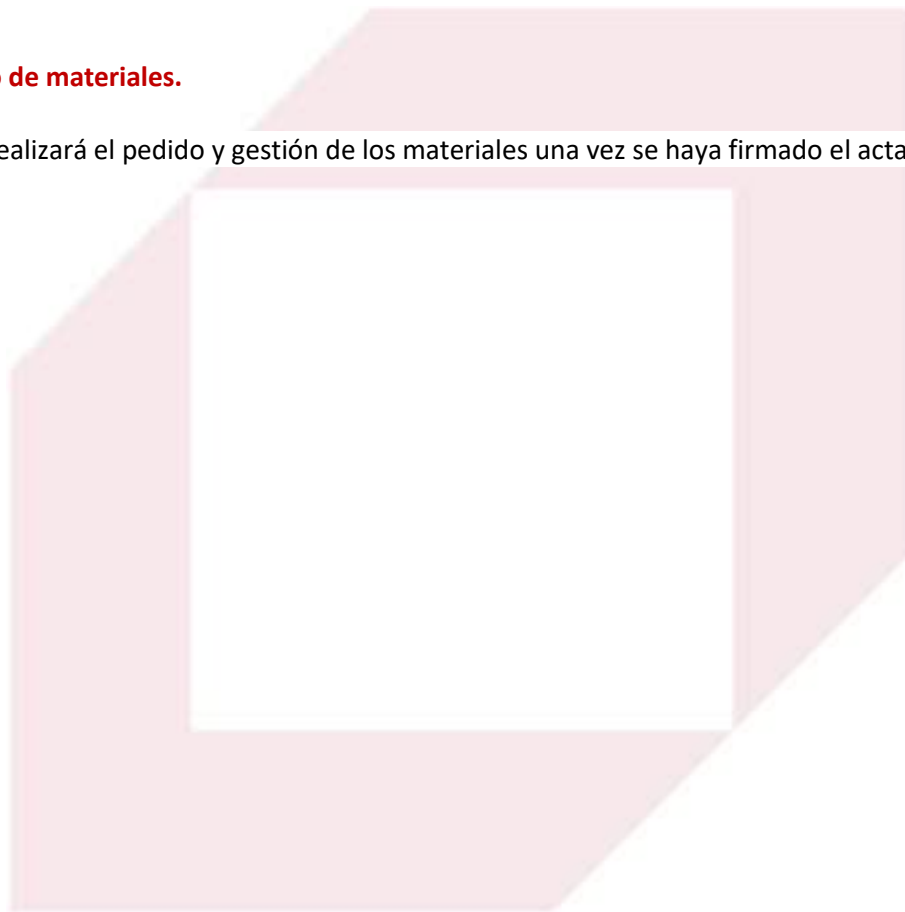 o de materiales.
ealizará el pedido y gestión de los materiales una vez se haya firmado el acta